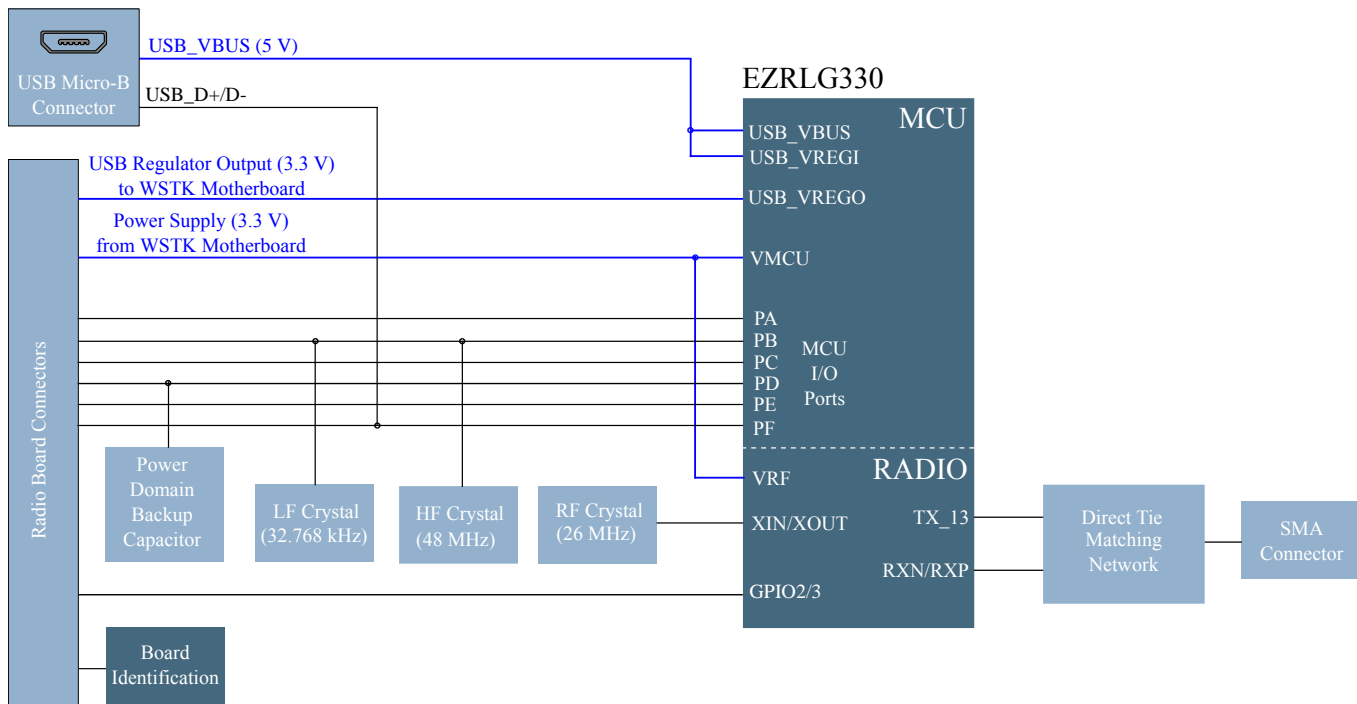 USB Micro-B
Connector
USB_VBUS (5 V)
USB_D+/D-
USB Regulator Output (3.3 V)
to WSTK Motherboard
Power Supply (3.3 V)
from WSTK Motherboard
Radio Board Connectors
EZRLG330
MCU
USB_VBUS
USB_VREGI
USB_VREGO
VMCU
PA
PB
PC
PD
PE
PF
MCU
I/O
Ports
RADIO
VRF
XIN/XOUT
GPIO2/3
TX_13
RXN/RXP
Power
Domain
Backup
Capacitor
LF Crystal
(32.768 kHz)
HF Crystal
(48 MHz)
RF Crystal
(26 MHz)
Direct Tie
Matching
Network
SMA
Connector
Board
Identification